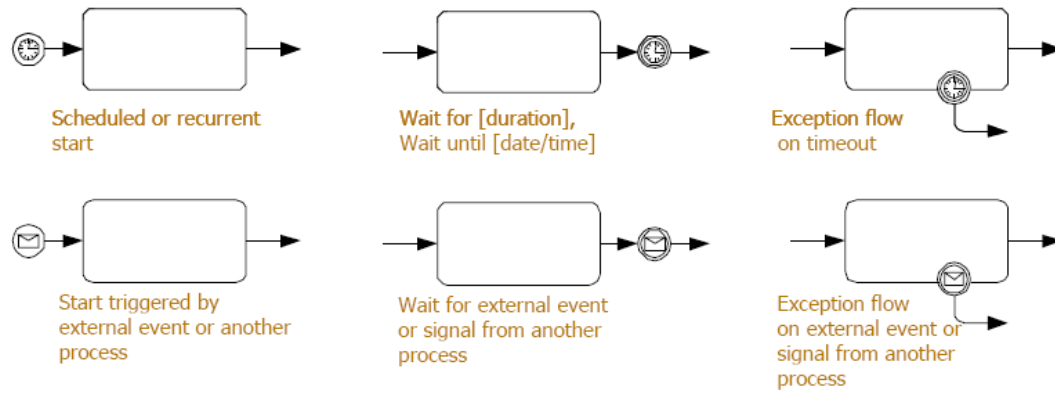 Scheduled or recurrent
start
Wait for [duration],
Wait until [date/time]
Exception flow
on timeout
Start triggered by
external event or another
process
Wait for external event
or signal from another
process
Exception flow
on external event or
signal from another
process